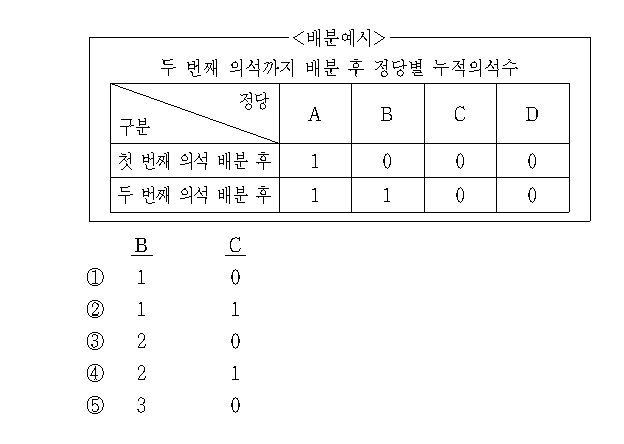 <배분예시>
두 번째 의석까지 배분 후 정당별 누적의석수
정당
구분 A B C D
첫 번째 의석 배분 후 1 0 0 0
두 번째 의석 배분 후 1 1 0 0
B C
① 1 0
② 1 1
③ 2 0
④ 2 1
⑤ 3 0